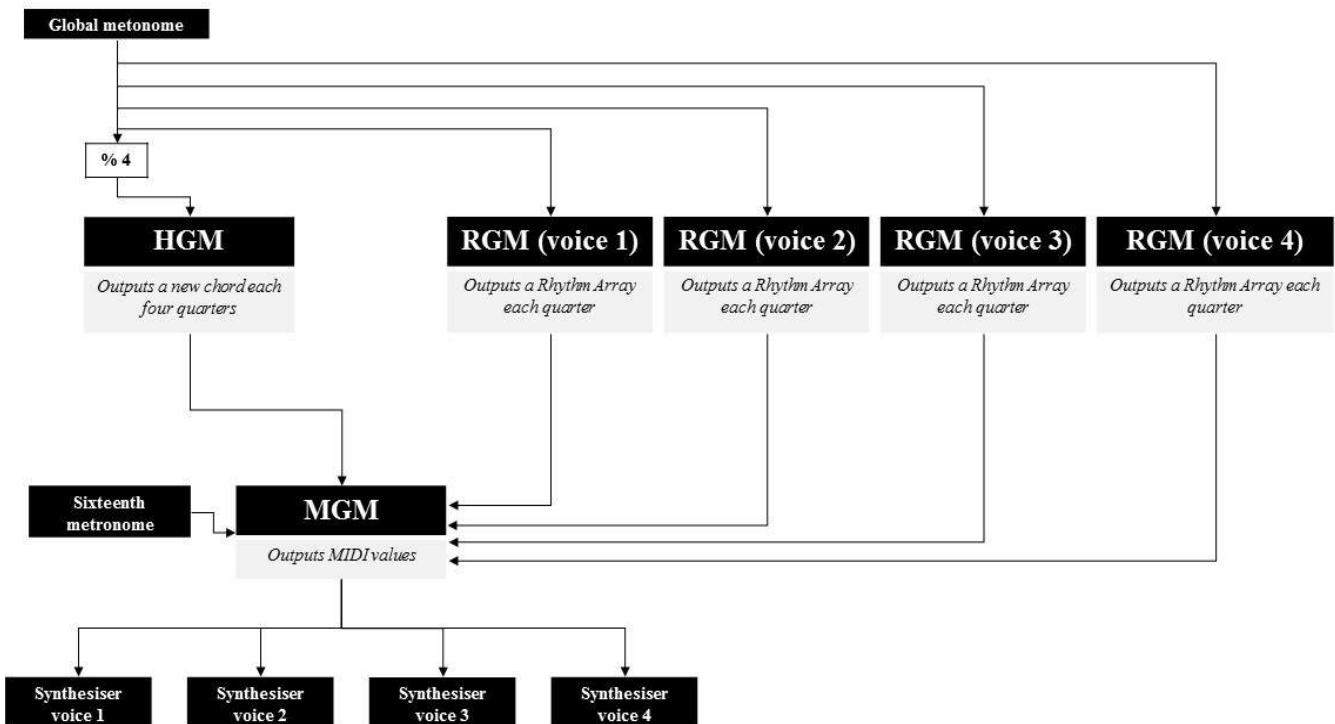 Global metonome
% 4
HGM
Outputs a new chord each
four quarters
RGM (voice 1)
Outputs a Rhythm Array
each quarter
RGM (voice 2)
Outputs a Rhythm Array
each quarter
RGM (voice 3)
Outputs a Rhythm Array
each quarter
RGM (voice 4)
Outputs a Rhythm Array each
quarter
Sixteenth
metronome
MGM
Outputs MIDI values
Synthesiser
voice 1
Synthesiser
voice 2
Synthesiser
voice 3
Synthesiser
voice 4